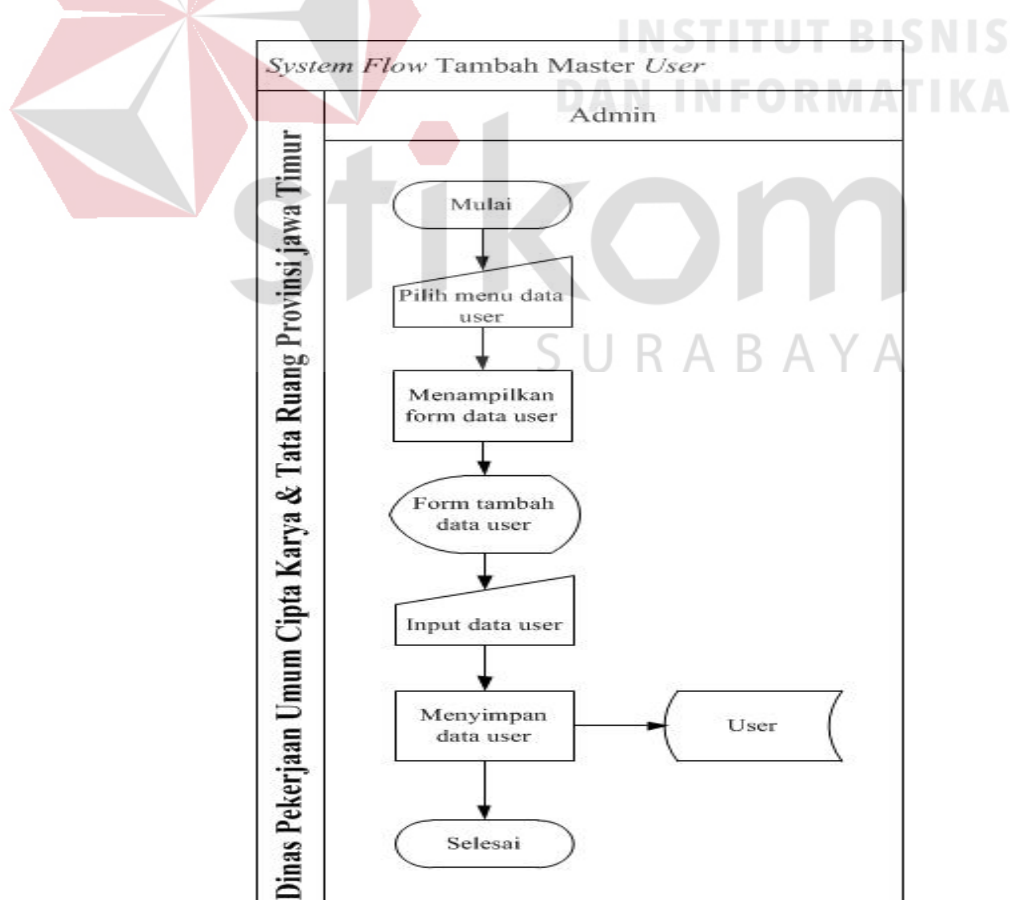 INSTITUT BISNIS
DAN INFORMATIKA
stikom
SURABAYA
System Flow Tambah Master User
Admin
Dinas Pekerjaan Umum Cipta Karya & Tata Ruang Provinsi jawa Timur
Mulai
Pilih menu data
user
Menampilkan
form data user
Form tambah
data user
Input data user
Menyimpan
data user
User
Selesai